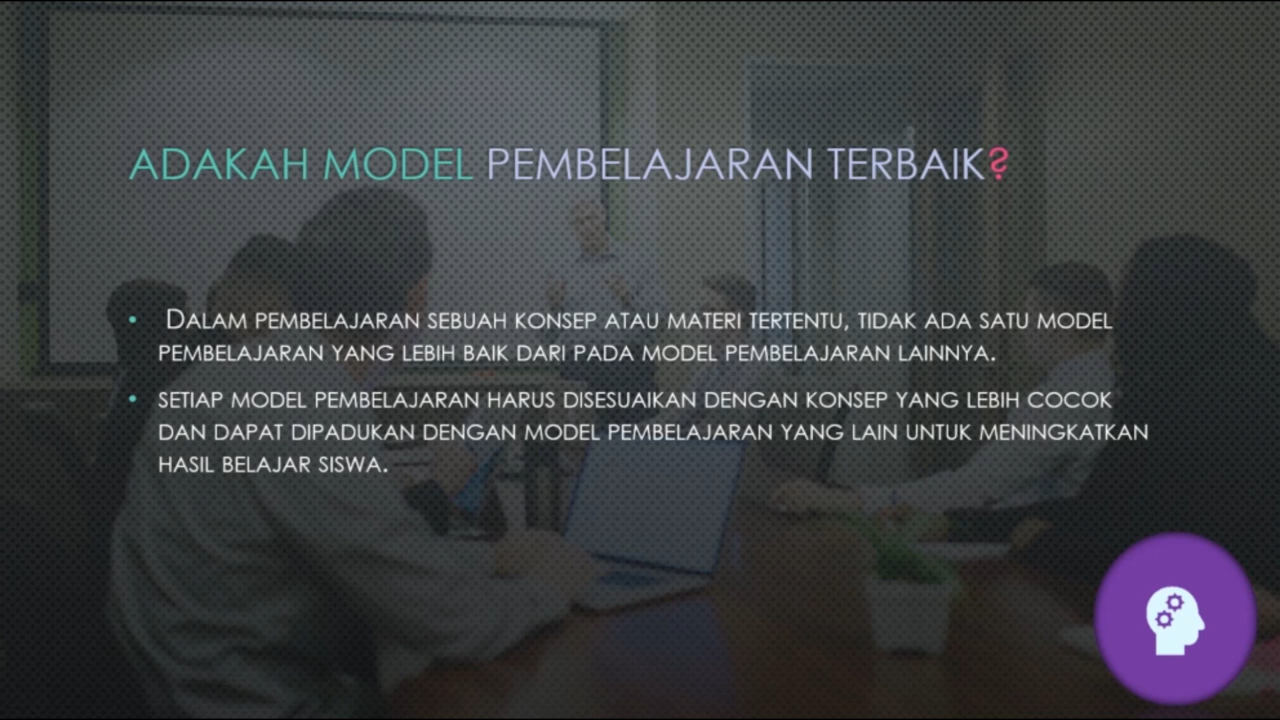 ADAKAH MODEL PEMBELAJARAN TERBAIK?
• DALAM PEMBELAJARAN SEBUAH KONSEP ATAU MATERI TERTENTU, TIDAK ADA SATU MODEL
PEMBELAJARAN YANG LEBIH BAIK DARI PADA MODEL PEMBELAJARAN LAINNYA.
• SETIAP MODEL PEMBELAJARAN HARUS DISESUAIKAN DENGAN KONSEP YANG LEBIH COCOK
DAN DAPAT DIPADUKAN DENGAN MODEL PEMBELAJARAN YANG LAIN UNTUK MENINGKATKAN
HASIL BELAJAR SISWA.